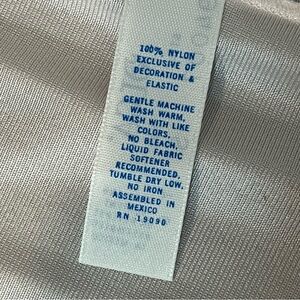 100% NYLON
EXCLUSIVE OF
DECORATION &
ELASTIC
GENTLE MACHINE
WASH WARM,
WASH WITH LIKE
COLORS,
NO BLEACH.
LIQUID FABRIC
SOFTENER
RECOMMENDED,
TUMBLE DRY LOW,
NO IRON
ASSEMBLED IN
MEXICO
RN 19090